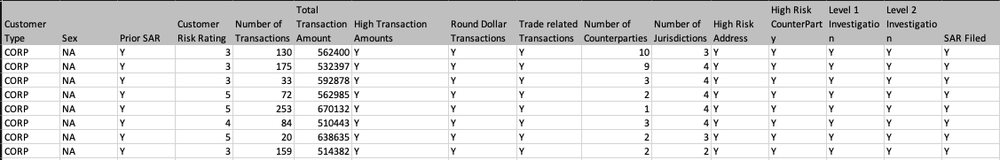 Customer Type Sex Prior SAR Customer Risk Rating Number of Transactions Total Transaction Amount High Transaction Amounts Round Dollar Transactions Trade related Transactions Number of Counterparties Number of Jurisdictions High Risk Address High Risk CounterPart y Level 1 Investigatio n Level 2 Investigatio n SAR Filed
CORP NA Y 3 130 562400 Y Y Y 10 3 Y Y Y Y Y
CORP NA Y 3 175 532397 Y Y Y 9 4 Y Y Y Y Y
CORP NA Y 3 33 592878 Y Y Y 3 4 Y Y Y Y Y
CORP NA Y 5 72 562985 Y Y Y 2 4 Y Y Y Y Y
CORP NA Y 5 253 670132 Y Y Y 1 4 Y Y Y Y Y
CORP NA Y 4 84 510443 Y Y Y 3 4 Y Y Y Y Y
CORP NA Y 5 20 638635 Y Y Y 2 3 Y Y Y Y Y
CORP NA Y 3 159 514382 Y Y Y 2 2 Y Y Y Y Y